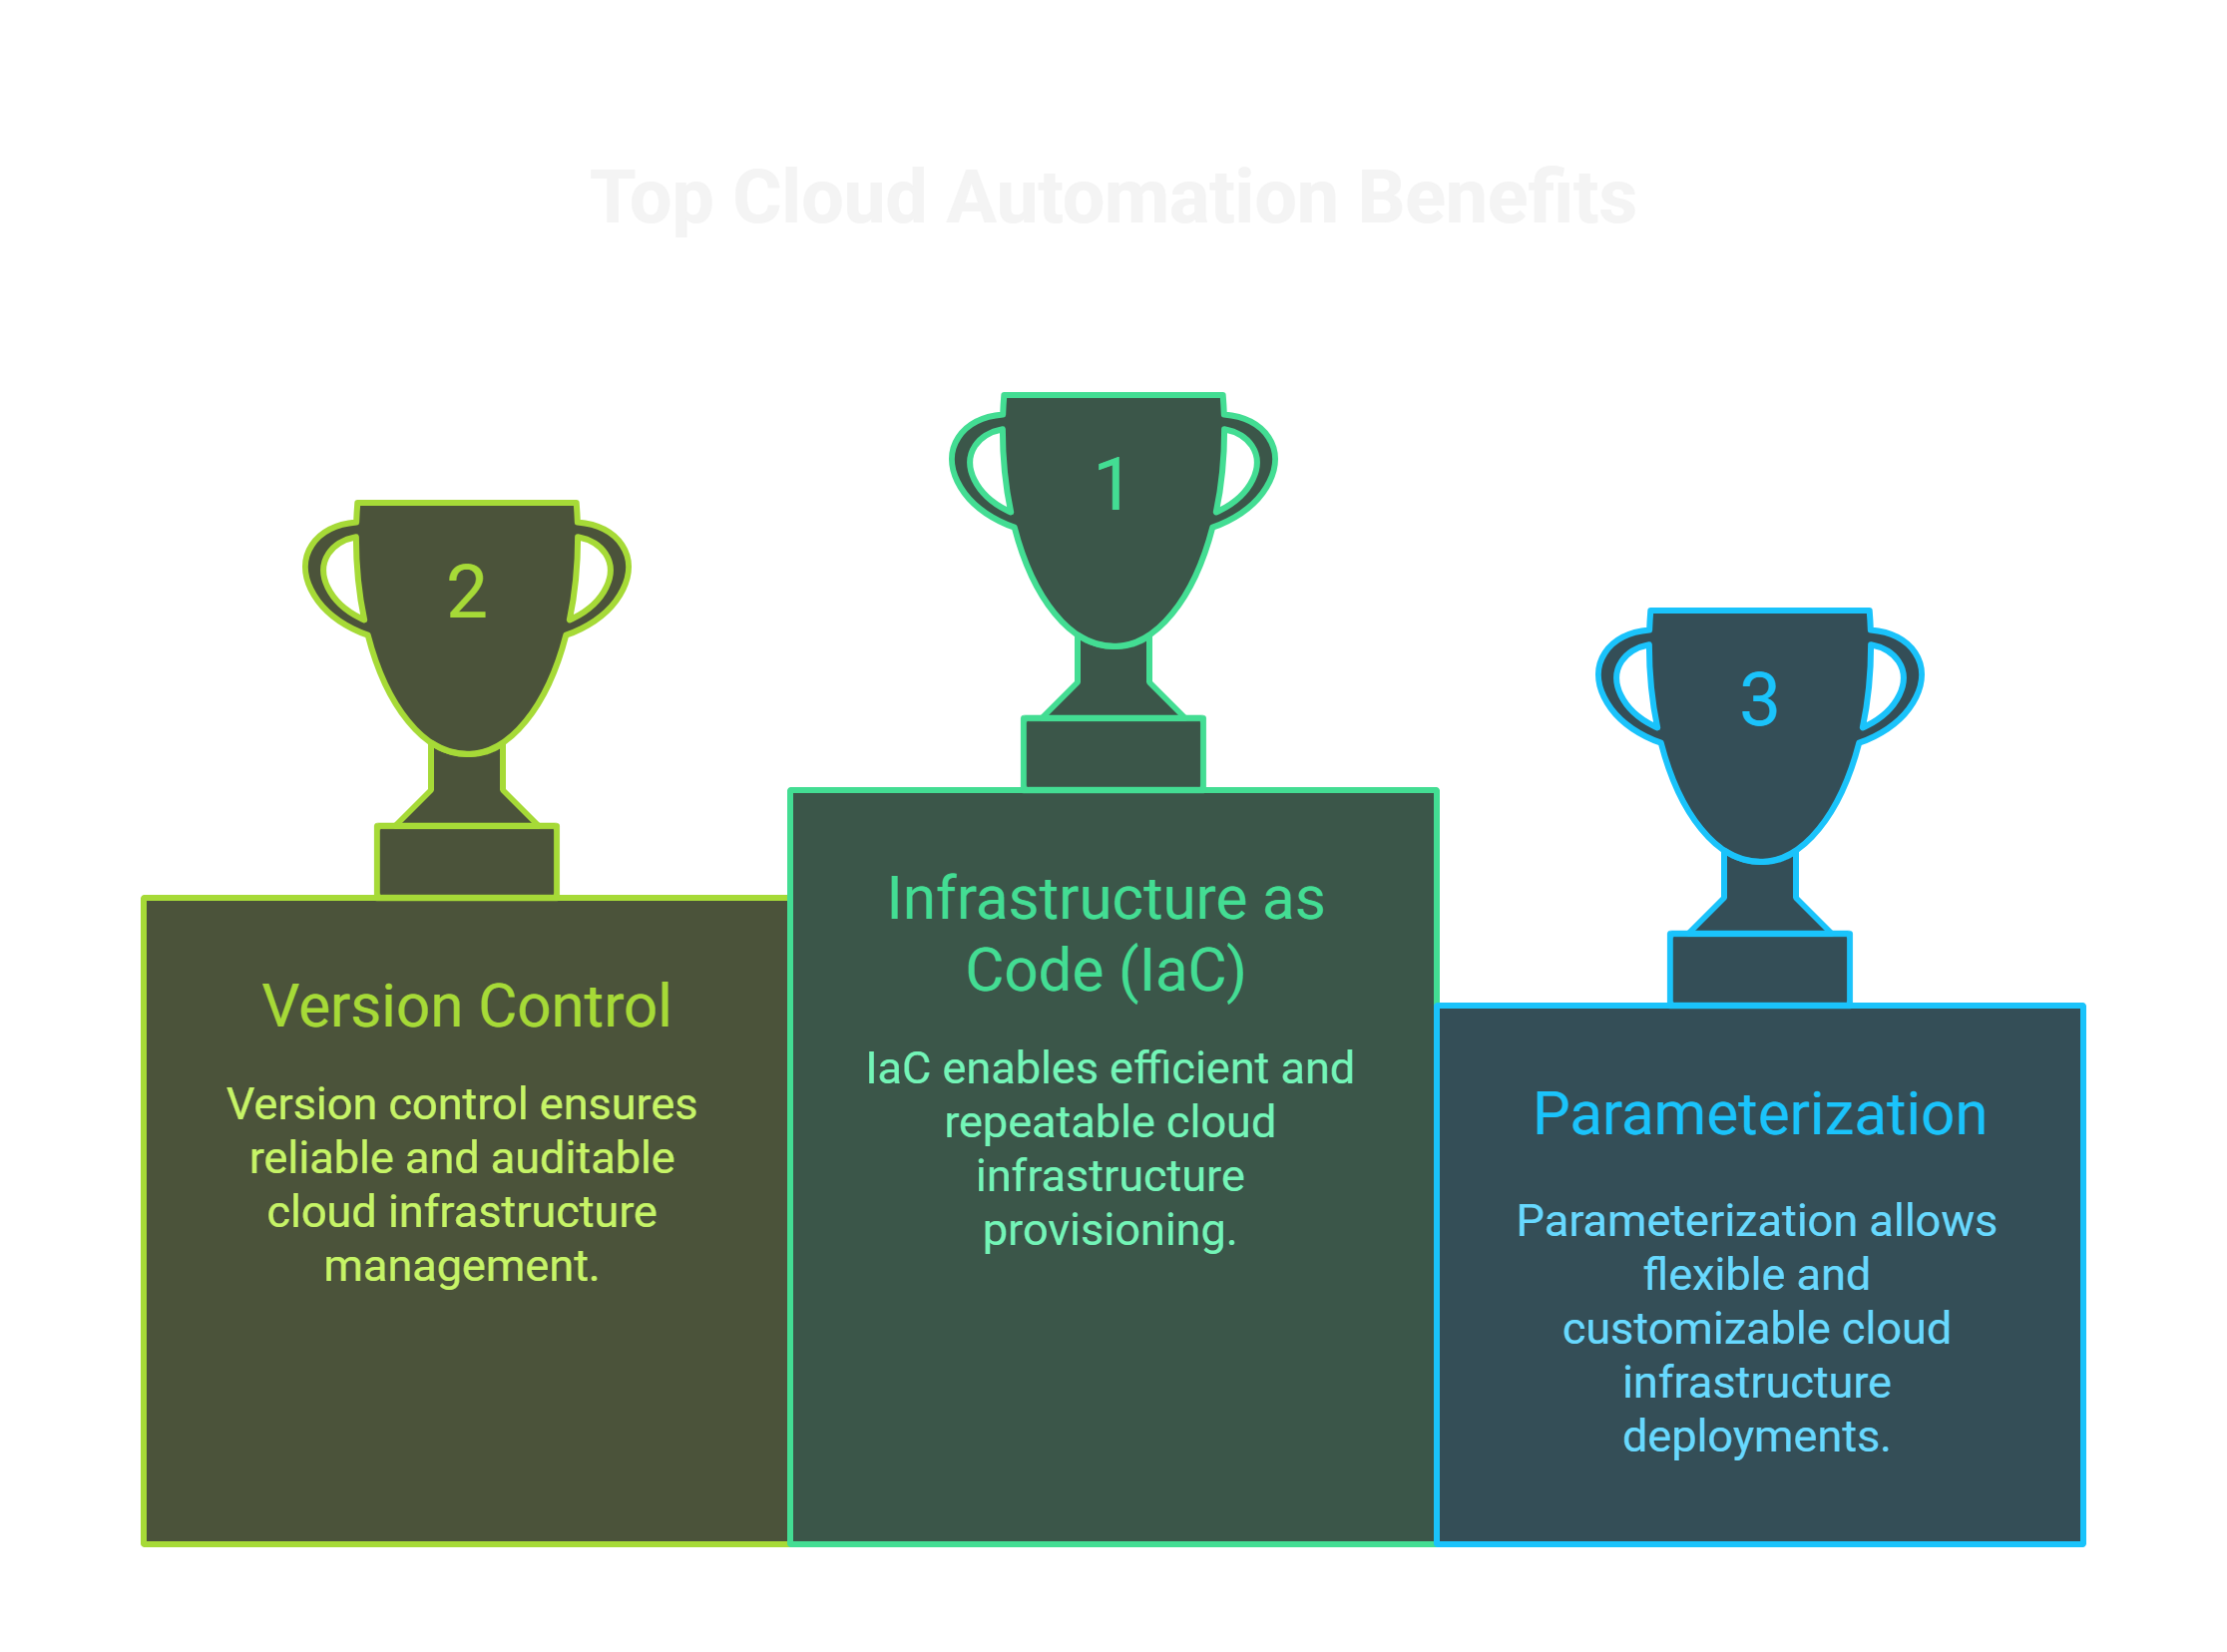 Top Cloud Automation Benefits
2
Version Control
Version control ensures
reliable and auditable
cloud infrastructure
management.
1
Infrastructure as
Code (IaC)
IaC enables efficient and
repeatable cloud
infrastructure
provisioning.
3
Parameterization
Parameterization allows
flexible and
customizable cloud
infrastructure
deployments.